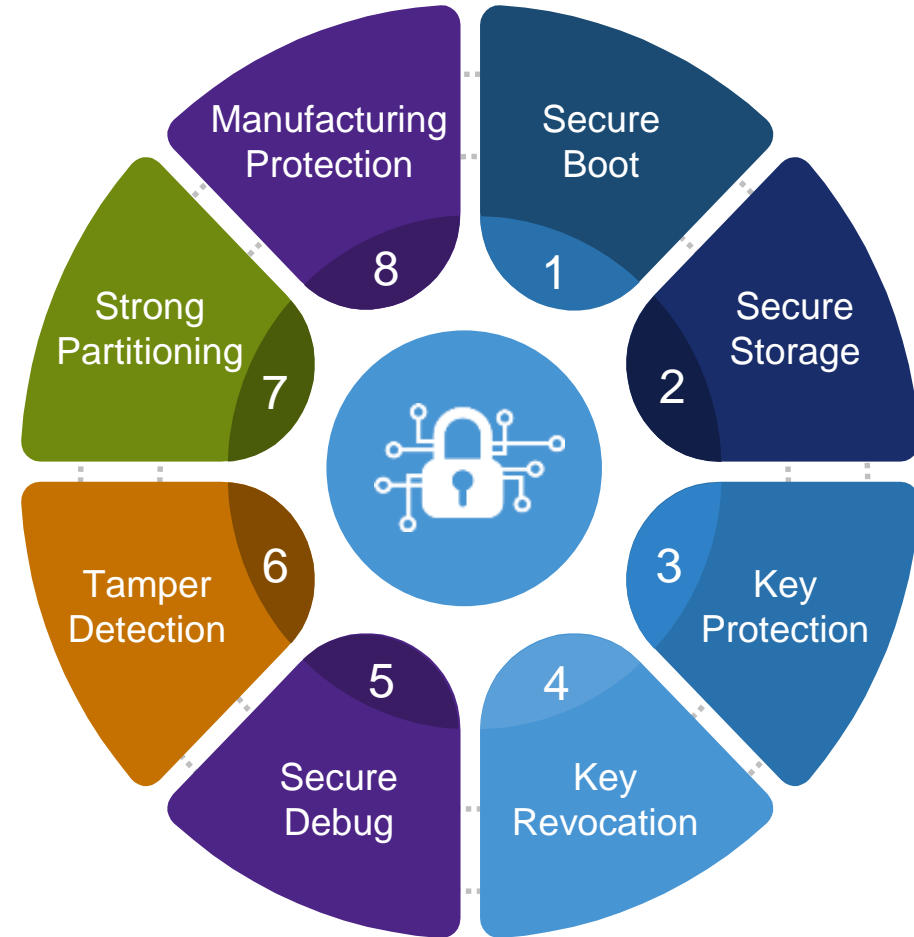 Secure
Boot
1
Secure
Storage
2
Key
Protection
3
Key
Revocation
4
Secure
Debug
5
Tamper
Detection
6
Strong
Partitioning
7
Manufacturing
Protection
8